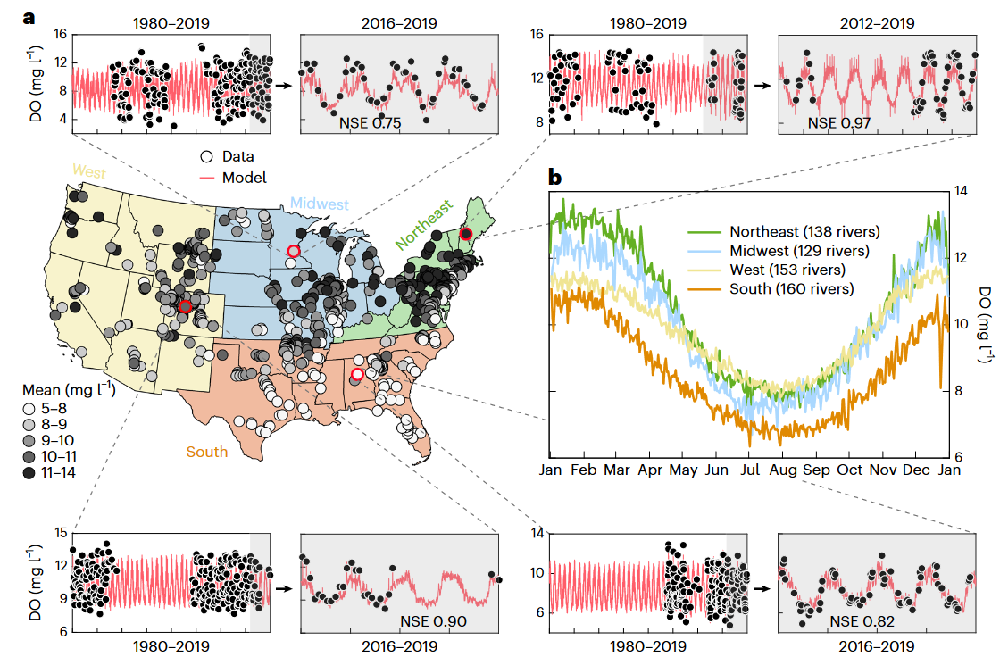 a
1980–2019
2016–2019
1980–2019
2012–2019
DO (mg l⁻¹)
16
12
8
4
NSE 0.75
16
12
8
NSE 0.97
Data
Model
West
Midwest
Northeast
South
Mean (mg l⁻¹)
5–8
8–9
9–10
10–11
11–14
b
Northeast (138 rivers)
Midwest (129 rivers)
West (153 rivers)
South (160 rivers)
14
12
10
8
6
DO (mg l⁻¹)
Jan Feb Mar Apr May Jun Jul Aug Sep Oct Nov Dec Jan
DO (mg l⁻¹)
15
12
9
6
NSE 0.90
14
10
6
NSE 0.82
1980–2019
2016–2019
1980–2019
2016–2019